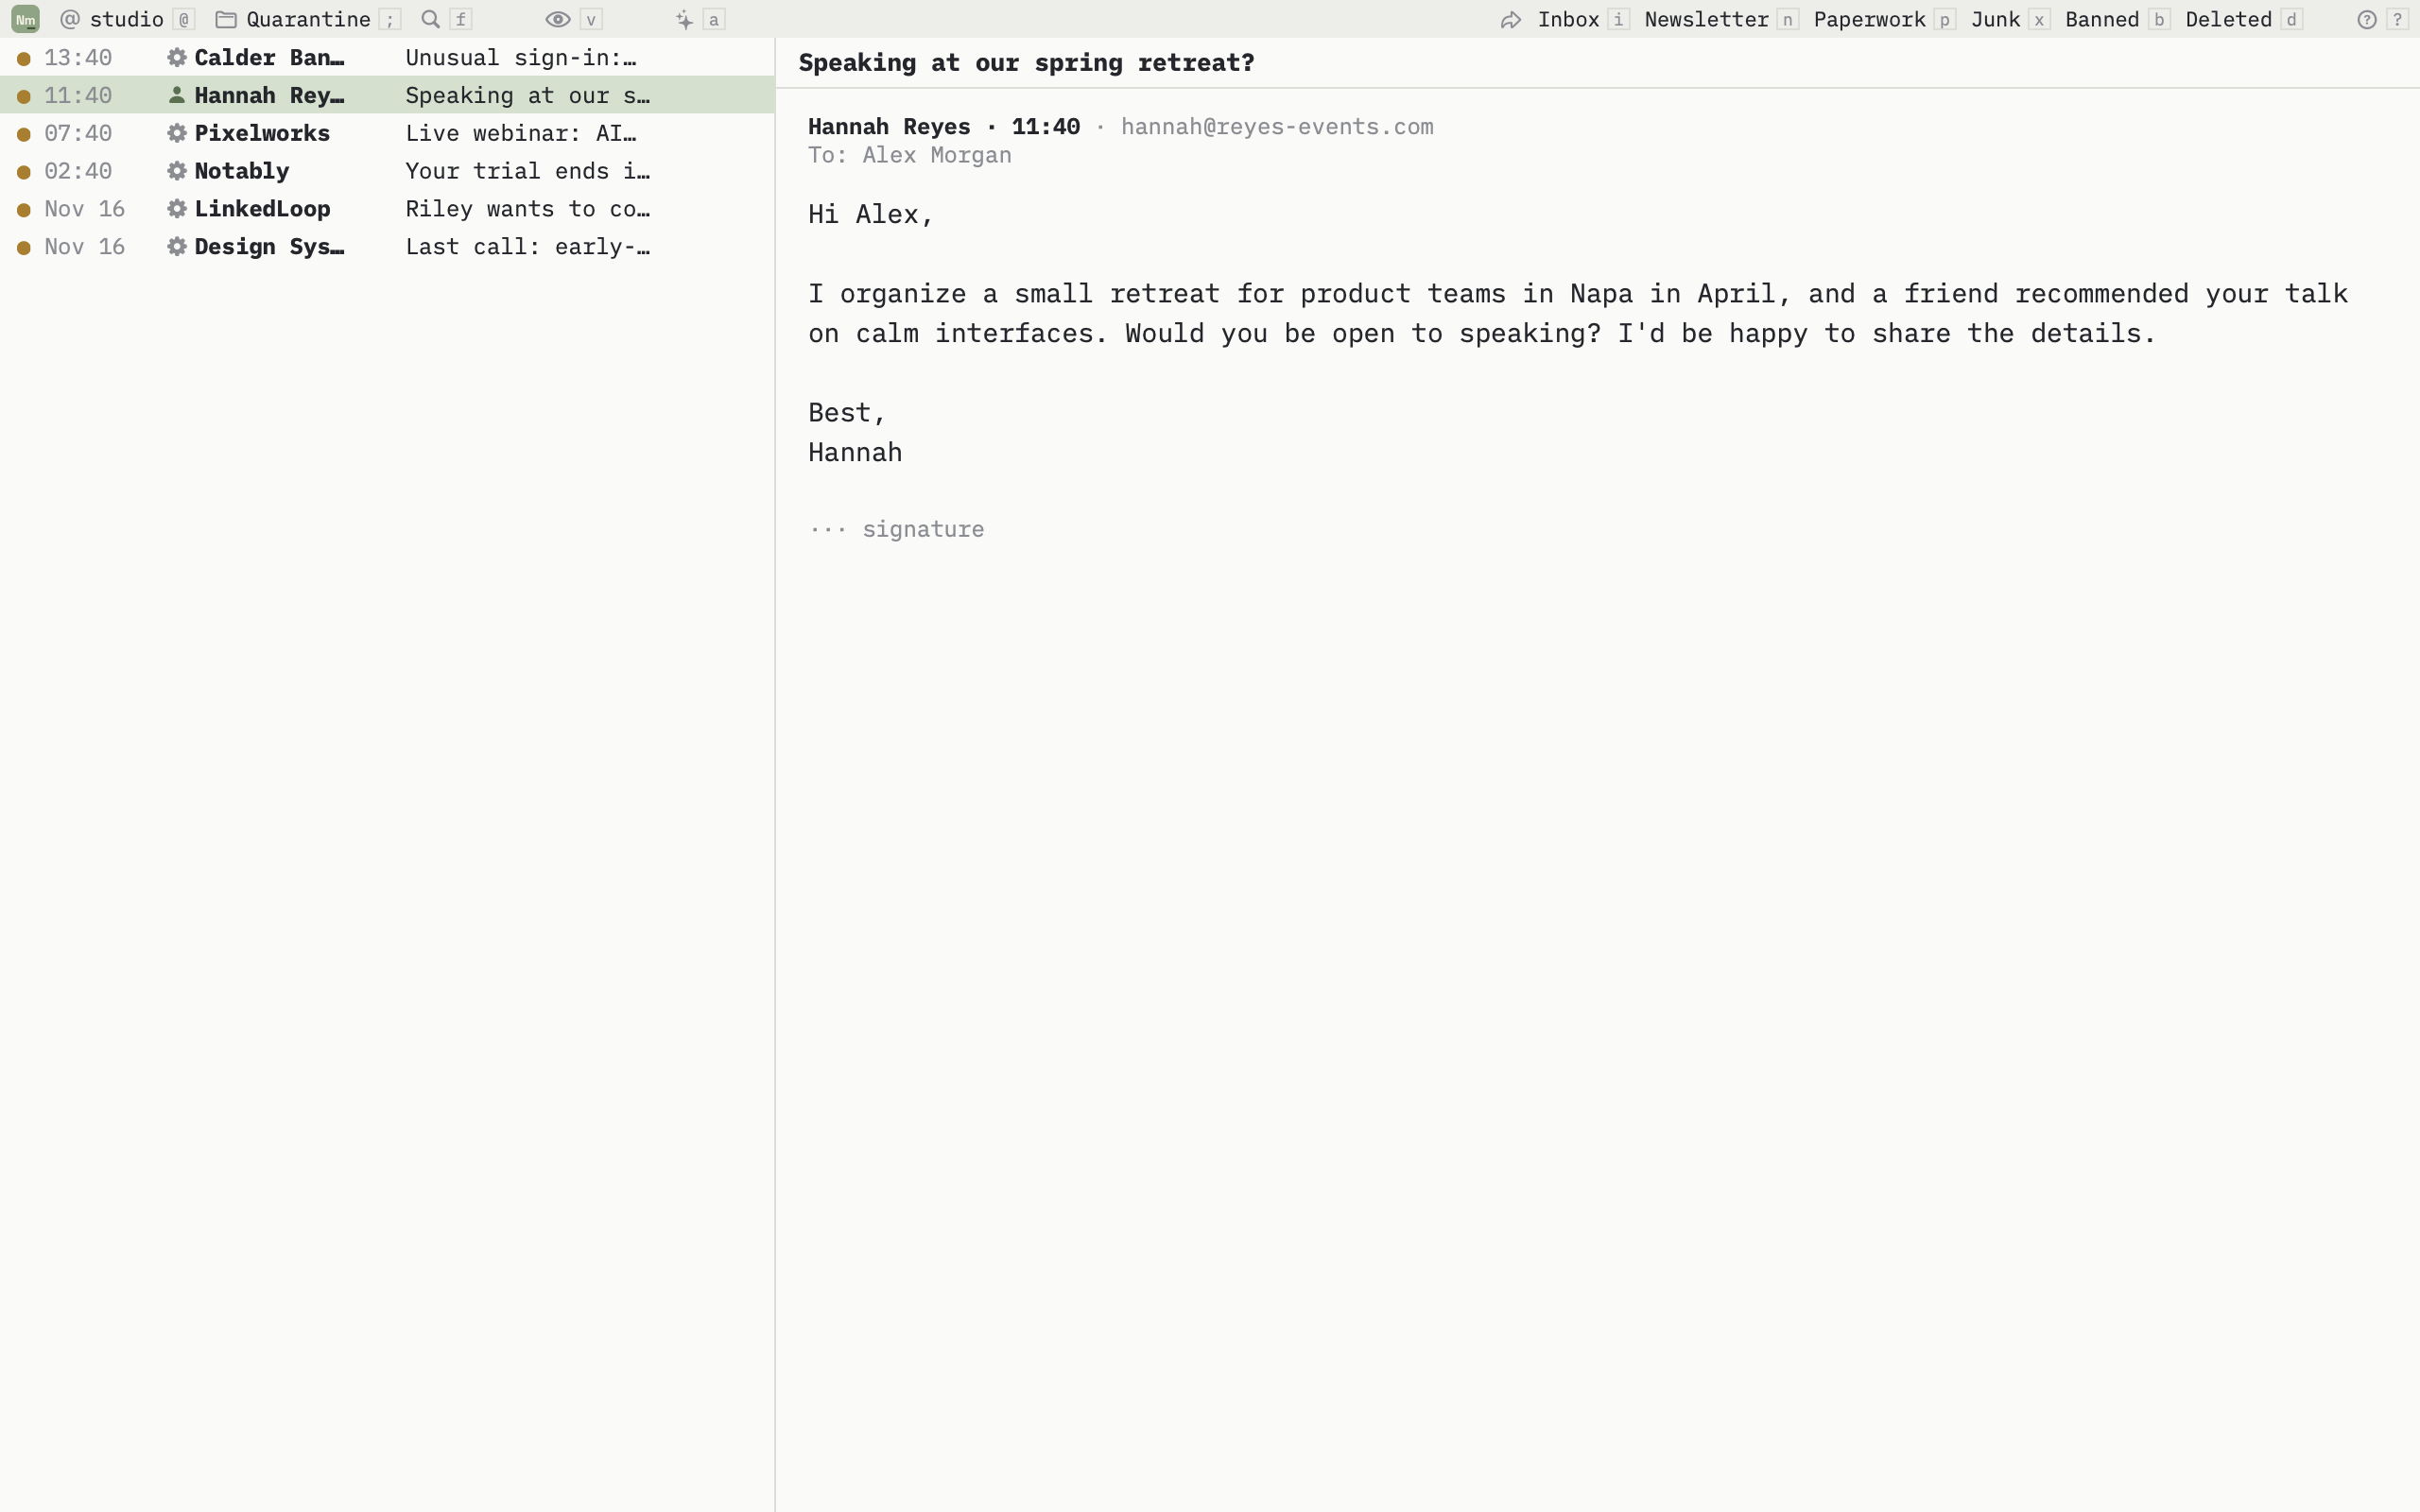 Nm @ studio @ Quarantine ; f v a Inbox i Newsletter n Paperwork p Junk x Banned b Deleted d ? ?
13:40 Calder Ban… Unusual sign-in:…
11:40 Hannah Rey… Speaking at our s…
07:40 Pixelworks Live webinar: AI…
02:40 Notably Your trial ends i…
Nov 16 LinkedLoop Riley wants to co…
Nov 16 Design Sys… Last call: early-…
Speaking at our spring retreat?
Hannah Reyes · 11:40 · hannah@reyes-events.com
To: Alex Morgan
Hi Alex,
I organize a small retreat for product teams in Napa in April, and a friend recommended your talk
on calm interfaces. Would you be open to speaking? I'd be happy to share the details.
Best,
Hannah
··· signature